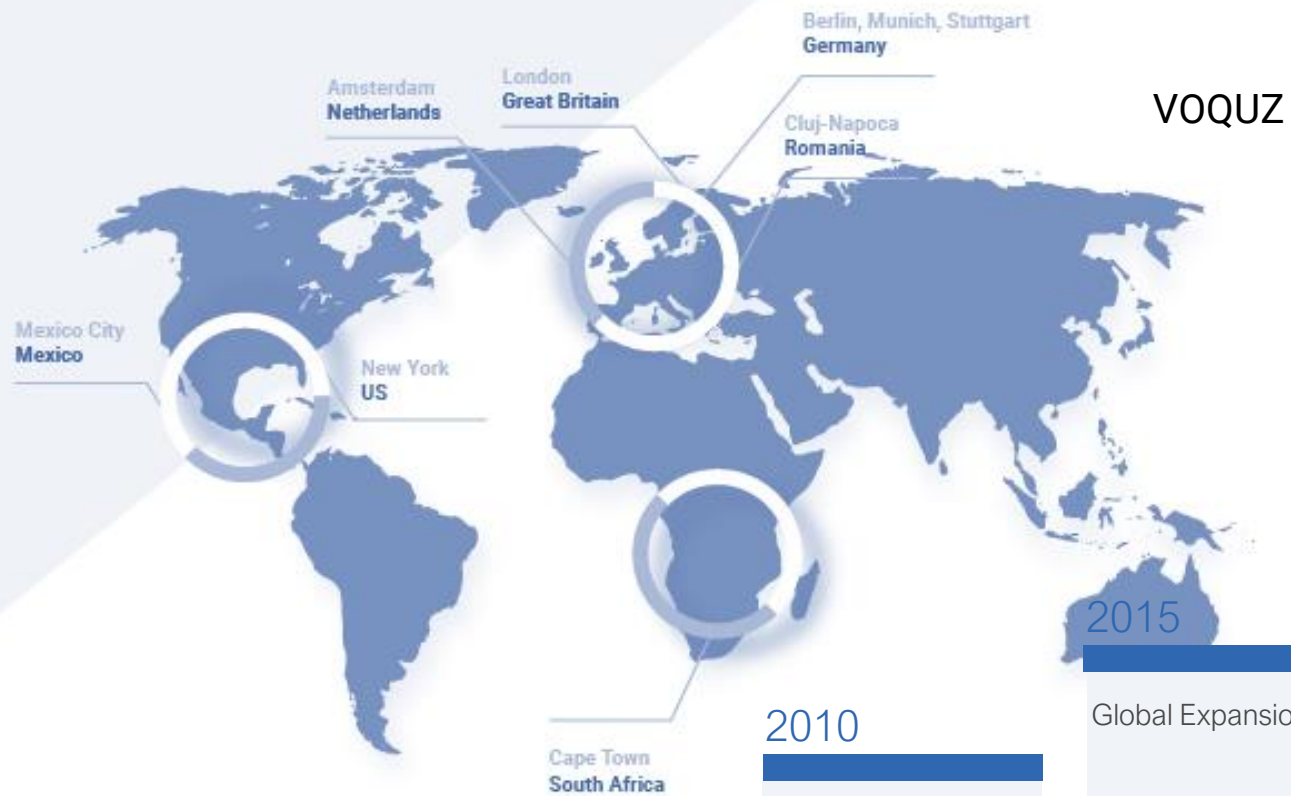 Berlin, Munich, Stuttgart
Germany
London
Great Britain
Amsterdam
Netherlands
VOQUZ
Cluj-Napoca
Romania
Mexico City
Mexico
New York
US
2015
Global Expansio
2010
Cape Town
South Africa